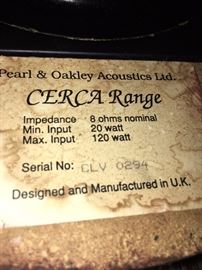 Pearl & Oakley Acoustics Ltd.
CERCA Range
Impedance 8 ohms nominal
Min. Input 20 watt
Max. Input 120 watt
Serial No: CLV 0294
Designed and Manufactured in U.K.